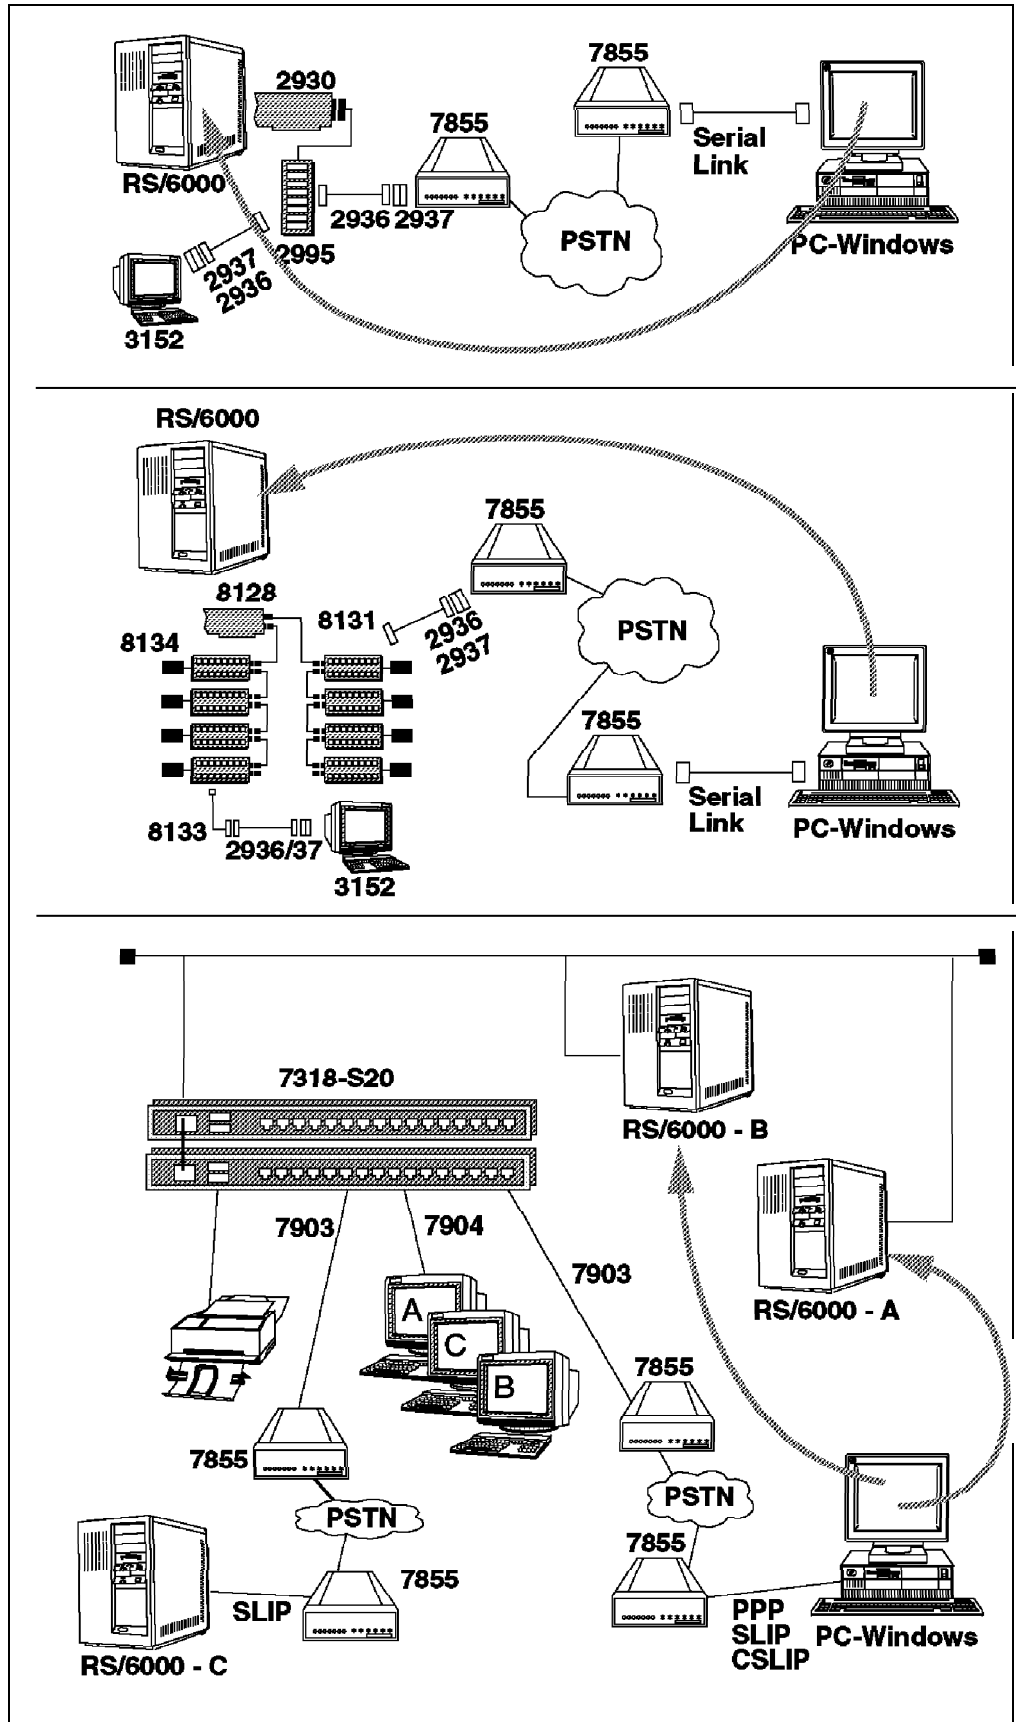 7855
2930
7855
Serial
Link
RS/6000
2936 2937
PSTN
PC-Windows
2995
2937
2936
3152
RS/6000
7855
8128
8131
2936
2937
PSTN
8134
7855
Serial
Link
8133
2936/37
PC-Windows
3152
7318-S20
RS/6000 - B
7903
7904
7903
RS/6000 - A
A
C
B
7855
7855
PSTN
PSTN
7855
7855
SLIP
PPP
SLIP
CSLIP
PC-Windows
RS/6000 - C